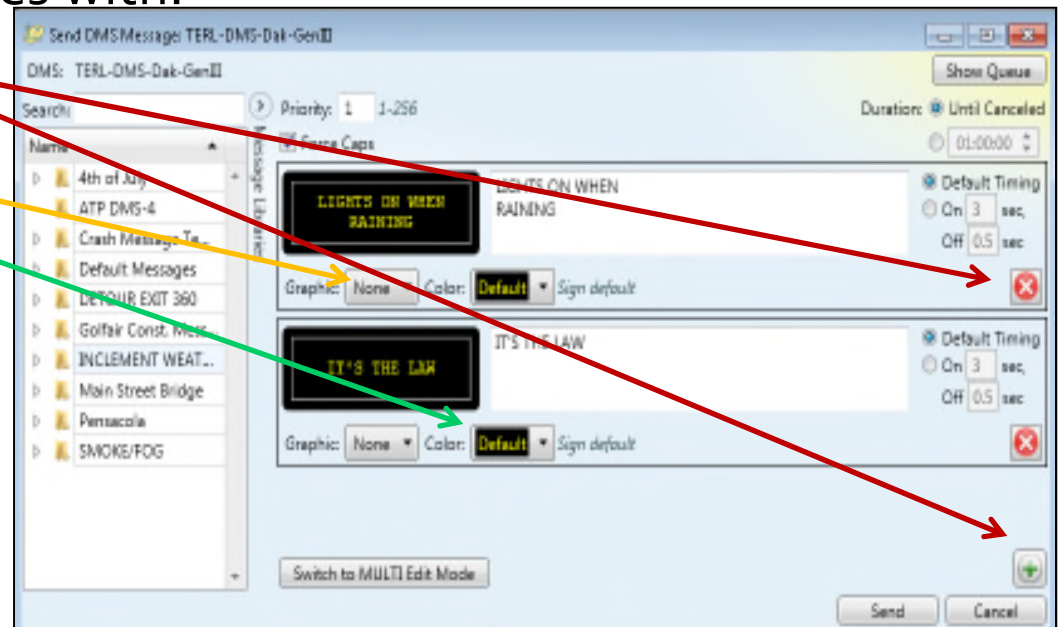 with:
Send DMS Message: TERL-DMS-Dak-GenII
DMS: TERL-DMS-Dak-GenII
Show Queue
Search:
Priority: 1 1-256
Duration: Until Canceled
Name
Force Caps
01:00:00
Message Libraries
4th of July
ATP DMS-4
Crash Message Te...
Default Messages
DETOUR EXIT 360
Golfair Const. Mess...
INCLEMENT WEAT...
Main Street Bridge
Pensacola
SMOKE/FOG
LIGHTS ON WHEN
RAINING
LIGHTS ON WHEN
RAINING
Default Timing
On 3 sec,
Off 0.5 sec
Graphic: None Color: Default Sign default
IT'S THE LAW
IT'S THE LAW
Default Timing
On 3 sec,
Off 0.5 sec
Graphic: None Color: Default Sign default
Switch to MULTI Edit Mode
Send Cancel